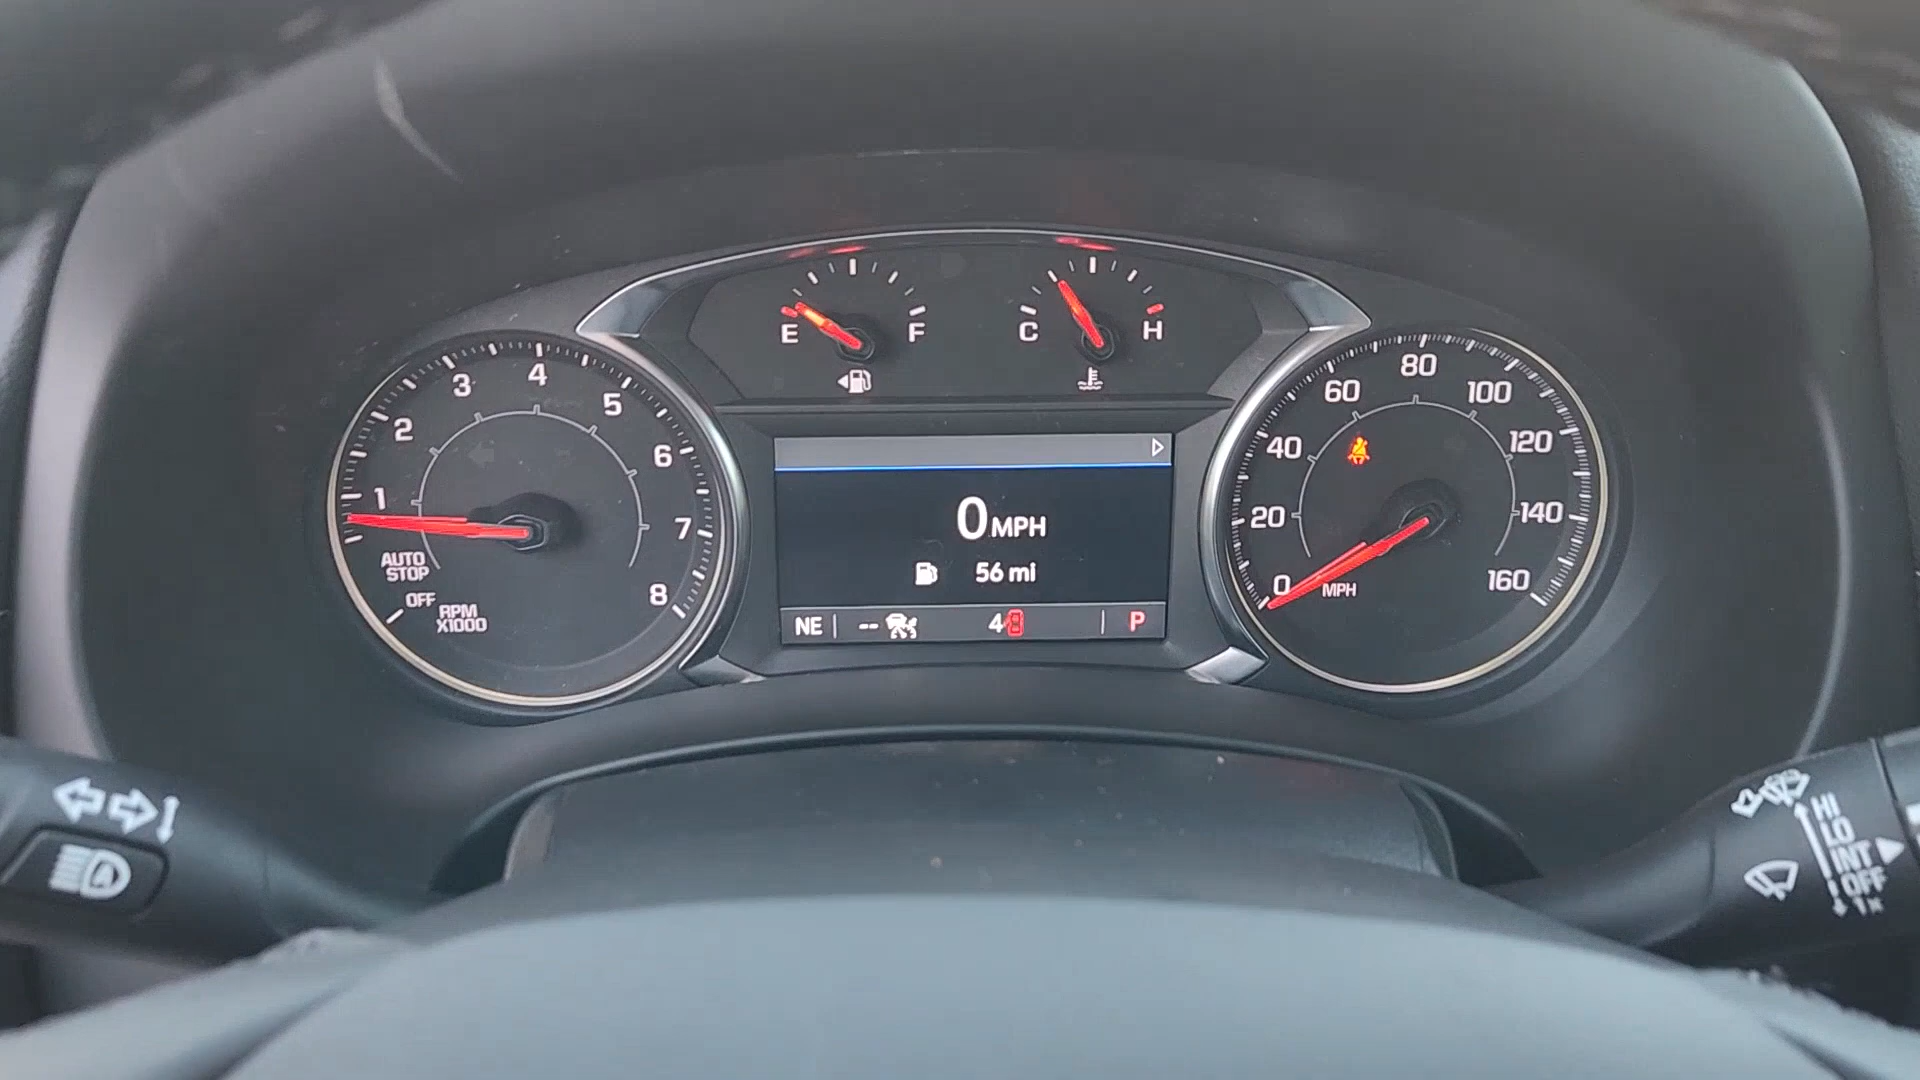 E F
C H
1 2 3 4 5 6 7 8
AUTO
STOP
OFF
RPM
X1000
0 MPH
56 mi
NE -- 4 P
0 20 40 60 80 100 120 140 160
MPH
A
HI
LO
INT
OFF
1X